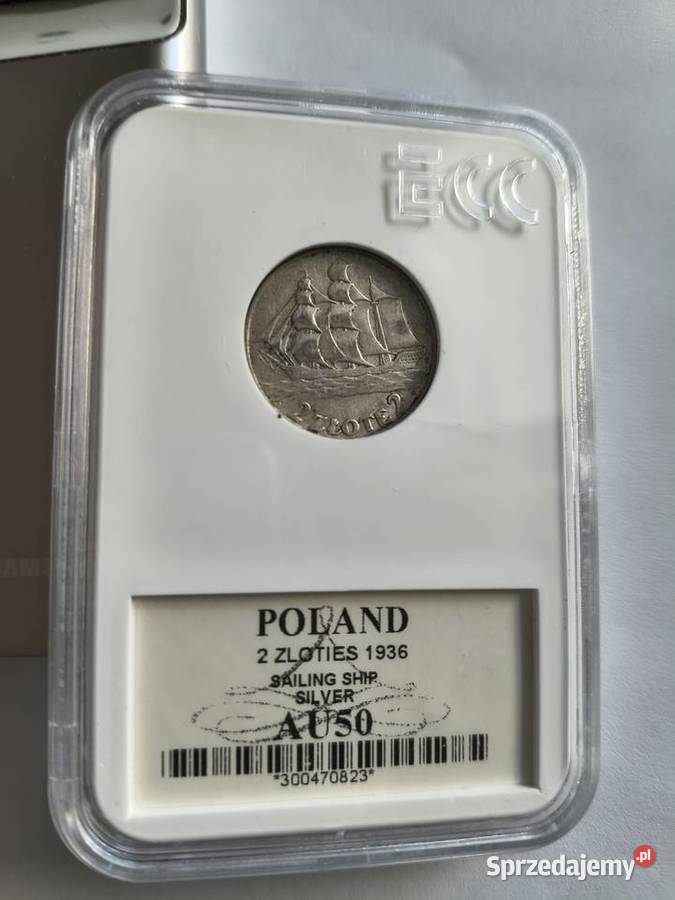 ECC
2 ZŁOTE 2
POLAND
2 ZLOTIES 1936
SAILING SHIP
SILVER
AU50
*300470823*
Sprzedajemy.pl